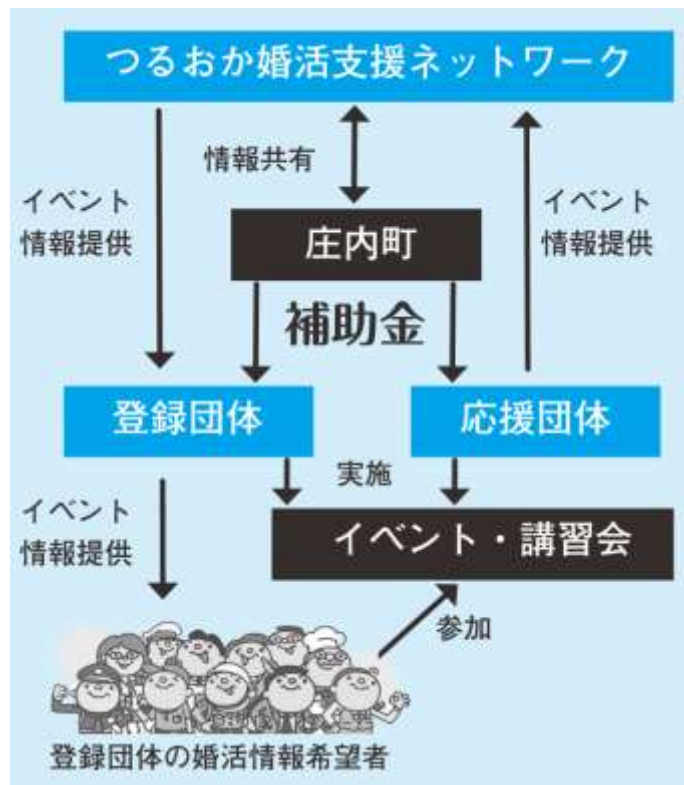 つるおか婚活支援ネットワーク
情報共有
イベント
情報提供
イベント
情報提供
庄内町
補助金
登録団体
応援団体
実施
イベント
情報提供
イベント・講習会
参加
登録団体の婚活情報希望者